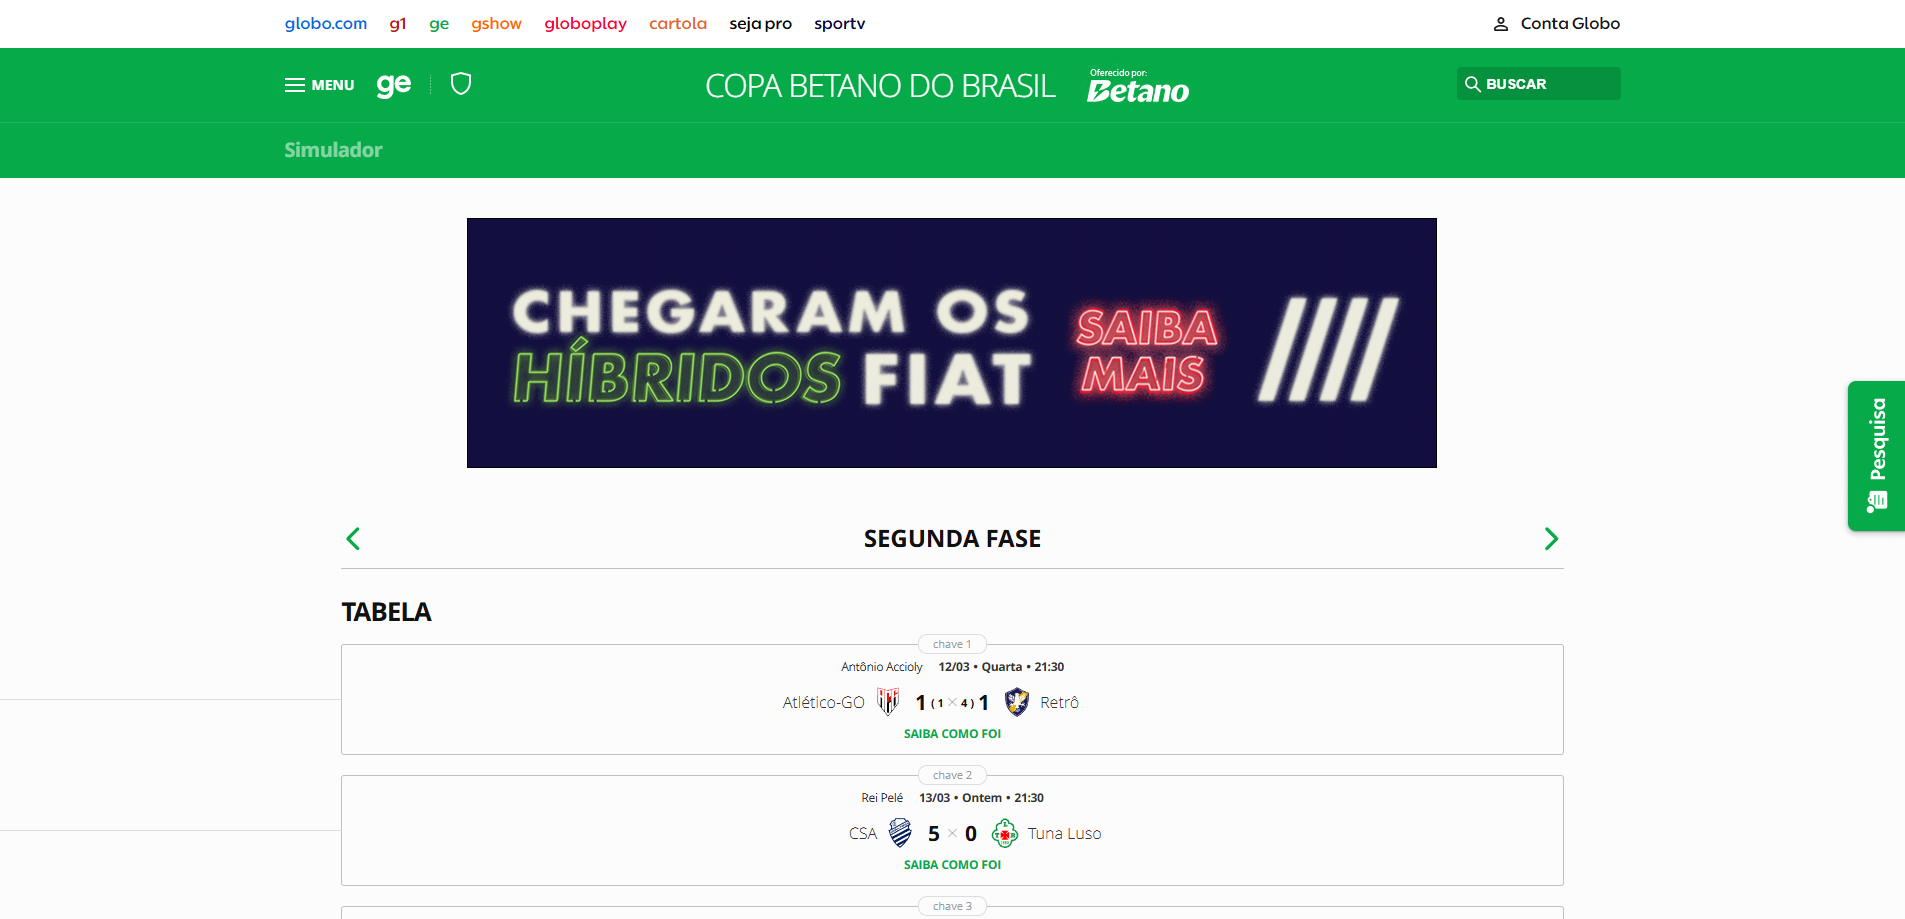 globo.com g1 ge gshow globoplay cartola seja pro sportv Conta Globo
MENU ge COPA BETANO DO BRASIL Oferecido por: Betano BUSCAR
Simulador
CHEGARAM OS
HÍBRIDOS FIAT
SAIBA
MAIS
Pesquisa
SEGUNDA FASE
TABELA
chave 1
Antônio Accioly 12/03 • Quarta • 21:30
Atlético-GO 1 ( 1 × 4 ) 1 Retrô
SAIBA COMO FOI
chave 2
Rei Pelé 13/03 • Ontem • 21:30
CSA 5 × 0 Tuna Luso
SAIBA COMO FOI
chave 3